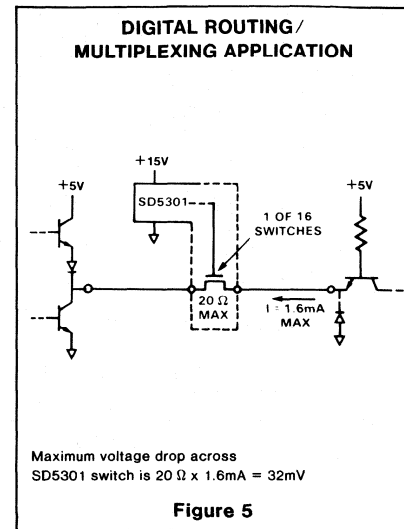 DIGITAL ROUTING/
MULTIPLEXING APPLICATION
+15V
+5V
SD5301
+5V
1 OF 16
SWITCHES
20 Ω
MAX
I = 1.6mA
MAX
Maximum voltage drop across
SD5301 switch is 20 Ω x 1.6mA = 32mV
Figure 5